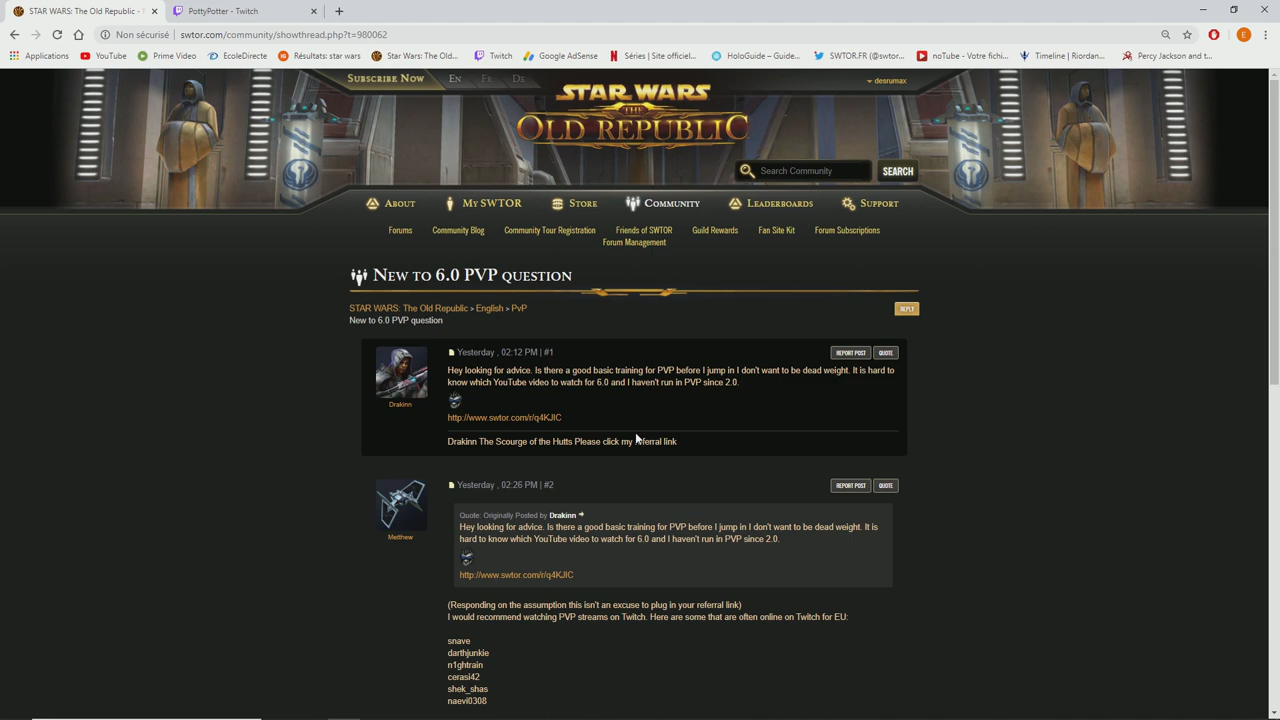 STAR WARS: The Old Republic - F
PottyPotter - Twitch
Non sécurisé | swtor.com/community/showthread.php?t=980062
E
Applications
YouTube
Prime Video
EcoleDirecte
Résultats: star wars
Star Wars: The Old...
Twitch
Google AdSense
Séries | Site officiel...
HoloGuide – Guide...
SWTOR.FR (@swtor...
noTube - Votre fichi...
Timeline | Riordan...
Percy Jackson and t...
Subscribe Now
En
Fr
De
desrumax
STAR WARS
THE
OLD REPUBLIC
Search Community
SEARCH
About
My SWTOR
Store
Community
Leaderboards
Support
Forums
Community Blog
Community Tour Registration
Friends of SWTOR
Guild Rewards
Fan Site Kit
Forum Subscriptions
Forum Management
New to 6.0 PVP question
STAR WARS: The Old Republic > English > PvP
REPLY
New to 6.0 PVP question
Yesterday , 02:12 PM | #1
REPORT POST
QUOTE
Drakinn
Hey looking for advice. Is there a good basic training for PVP before I jump in I don't want to be dead weight. It is hard to
know which YouTube video to watch for 6.0 and I haven't run in PVP since 2.0.
http://www.swtor.com/r/q4KJIC
Drakinn The Scourge of the Hutts Please click my referral link
Yesterday , 02:26 PM | #2
REPORT POST
QUOTE
Metthew
Quote: Originally Posted by Drakinn
Hey looking for advice. Is there a good basic training for PVP before I jump in I don't want to be dead weight. It is
hard to know which YouTube video to watch for 6.0 and I haven't run in PVP since 2.0.
http://www.swtor.com/r/q4KJIC
(Responding on the assumption this isn't an excuse to plug in your referral link)
I would recommend watching PVP streams on Twitch. Here are some that are often online on Twitch for EU:
snave
darthjunkie
n1ghtrain
cerasi42
shek_shas
naevi0308